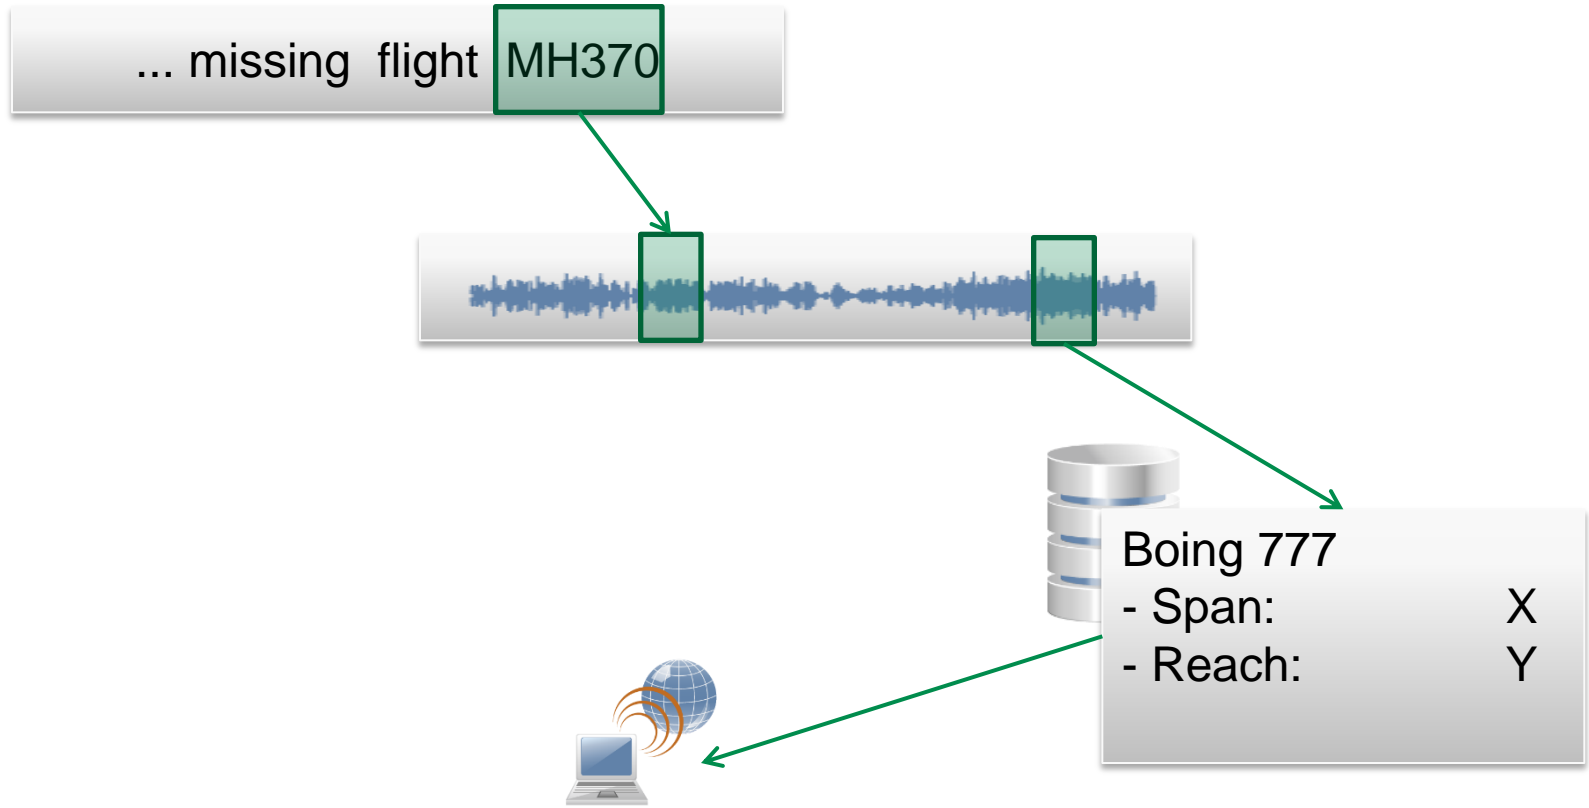 ... missing flight MH370
Boing 777
- Span: X
- Reach: Y